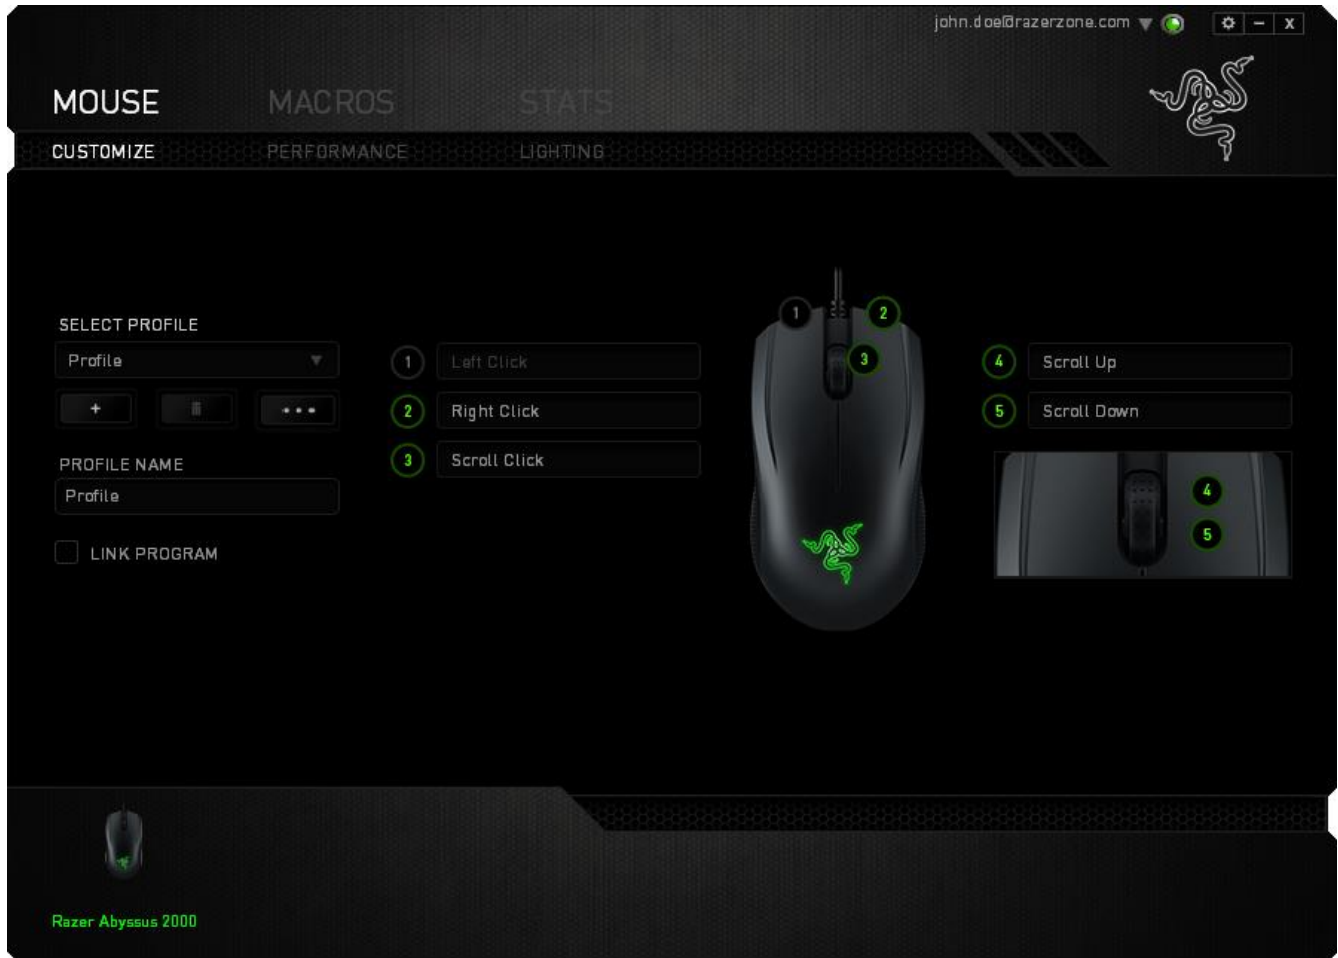 john.doe@razerzone.com
X
MOUSE MACROS STATS
CUSTOMIZE PERFORMANCE LIGHTING
SELECT PROFILE
Profile
PROFILE NAME
Profile
LINK PROGRAM
1 Left Click
2 Right Click
3 Scroll Click
1 2
3
4 Scroll Up
5 Scroll Down
4
5
Razer Abyssus 2000